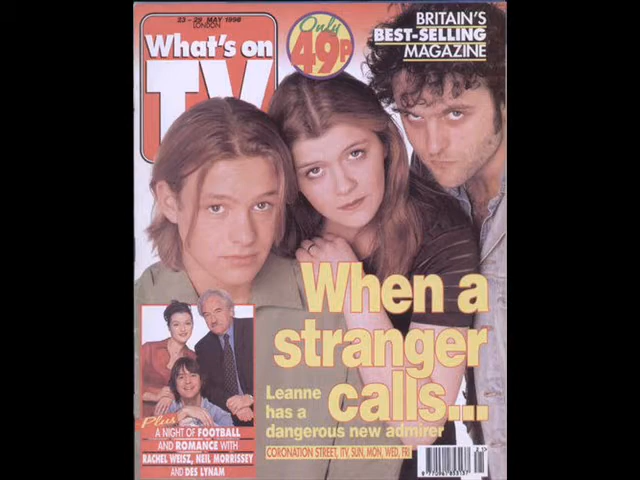 23 - 29 MAY 1998
LONDON
What's on
TV
Only
49P
BRITAIN'S
BEST-SELLING
MAGAZINE
When a
stranger
calls...
Leanne
has a
dangerous new admirer
CORONATION STREET, ITV, SUN, MON, WED, FRI
Plus
A NIGHT OF FOOTBALL
AND ROMANCE WITH
RACHEL WEISZ, NEIL MORRISSEY
AND DES LYNAM